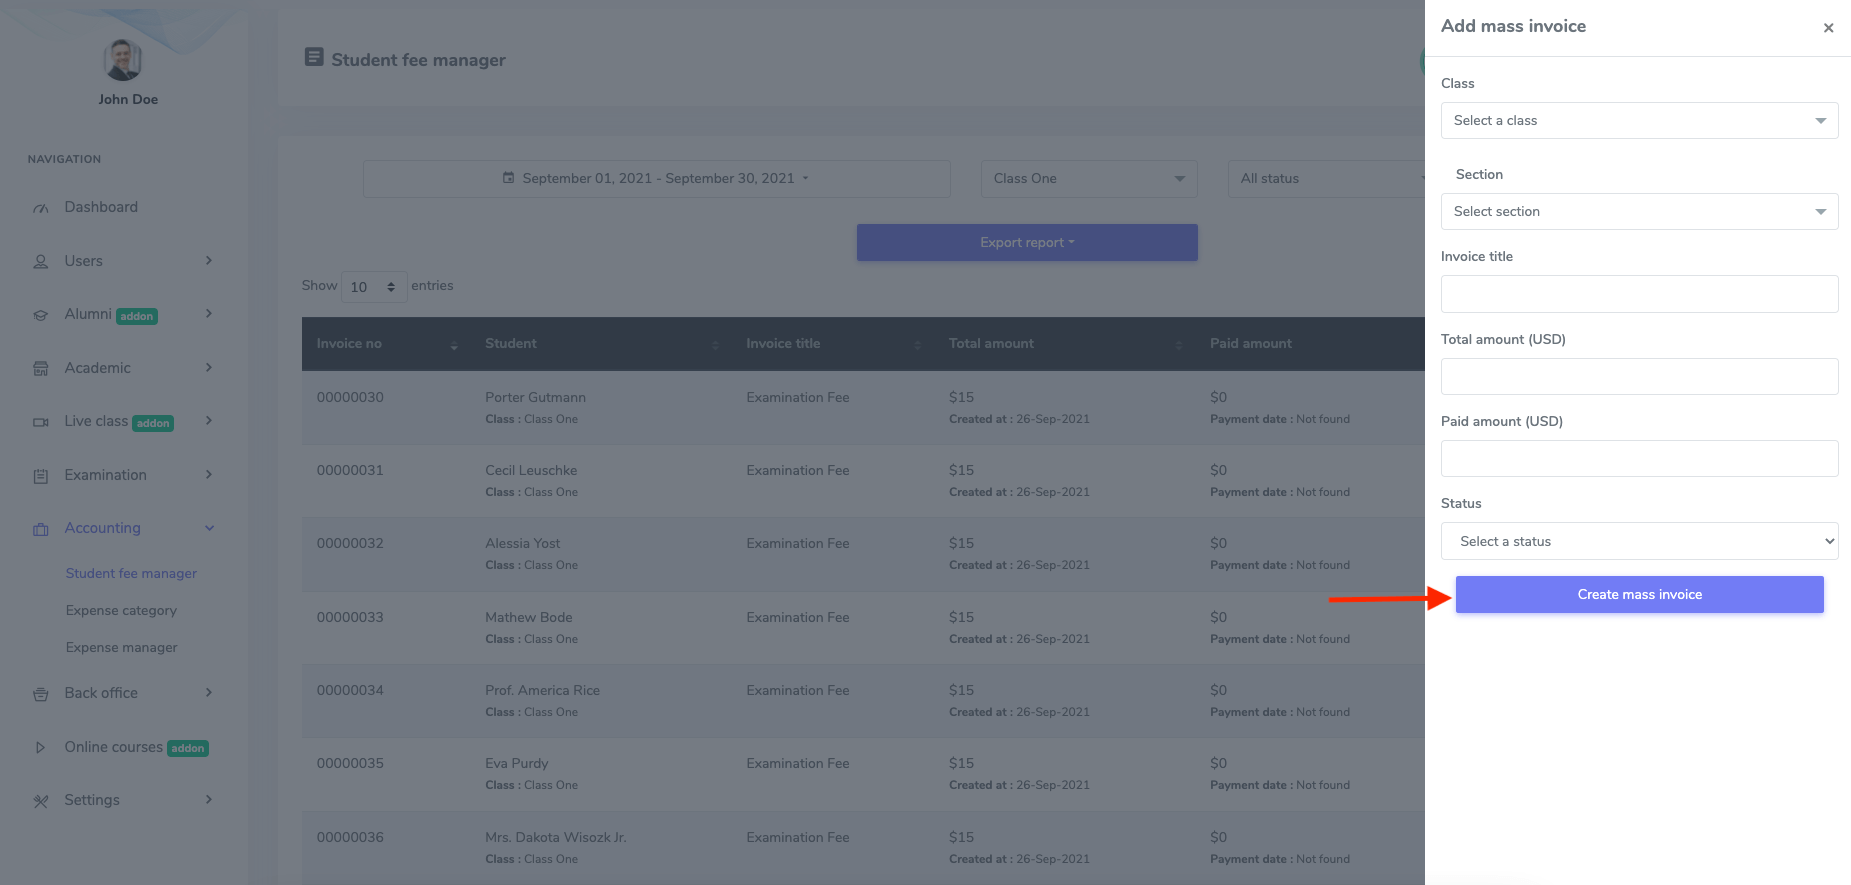 John Doe
NAVIGATION
Dashboard
Users
Alumni addon
Academic
Live class addon
Examination
Accounting
Student fee manager
Expense category
Expense manager
Back office
Online courses addon
Settings
Student fee manager
September 01, 2021 - September 30, 2021
Class One
All status
Export report
Show 10 entries
Invoice no Student Invoice title Total amount Paid amount
00000030 Porter Gutmann Examination Fee $15 $0
Class : Class One Created at : 26-Sep-2021 Payment date : Not found
00000031 Cecil Leuschke Examination Fee $15 $0
Class : Class One Created at : 26-Sep-2021 Payment date : Not found
00000032 Alessia Yost Examination Fee $15 $0
Class : Class One Created at : 26-Sep-2021 Payment date : Not found
00000033 Mathew Bode Examination Fee $15 $0
Class : Class One Created at : 26-Sep-2021 Payment date : Not found
00000034 Prof. America Rice Examination Fee $15 $0
Class : Class One Created at : 26-Sep-2021 Payment date : Not found
00000035 Eva Purdy Examination Fee $15 $0
Class : Class One Created at : 26-Sep-2021 Payment date : Not found
00000036 Mrs. Dakota Wisozk Jr. Examination Fee $15 $0
Class : Class One Created at : 26-Sep-2021 Payment date : Not found
Add mass invoice ×
Class
Select a class
Section
Select section
Invoice title
Total amount (USD)
Paid amount (USD)
Status
Select a status
Create mass invoice